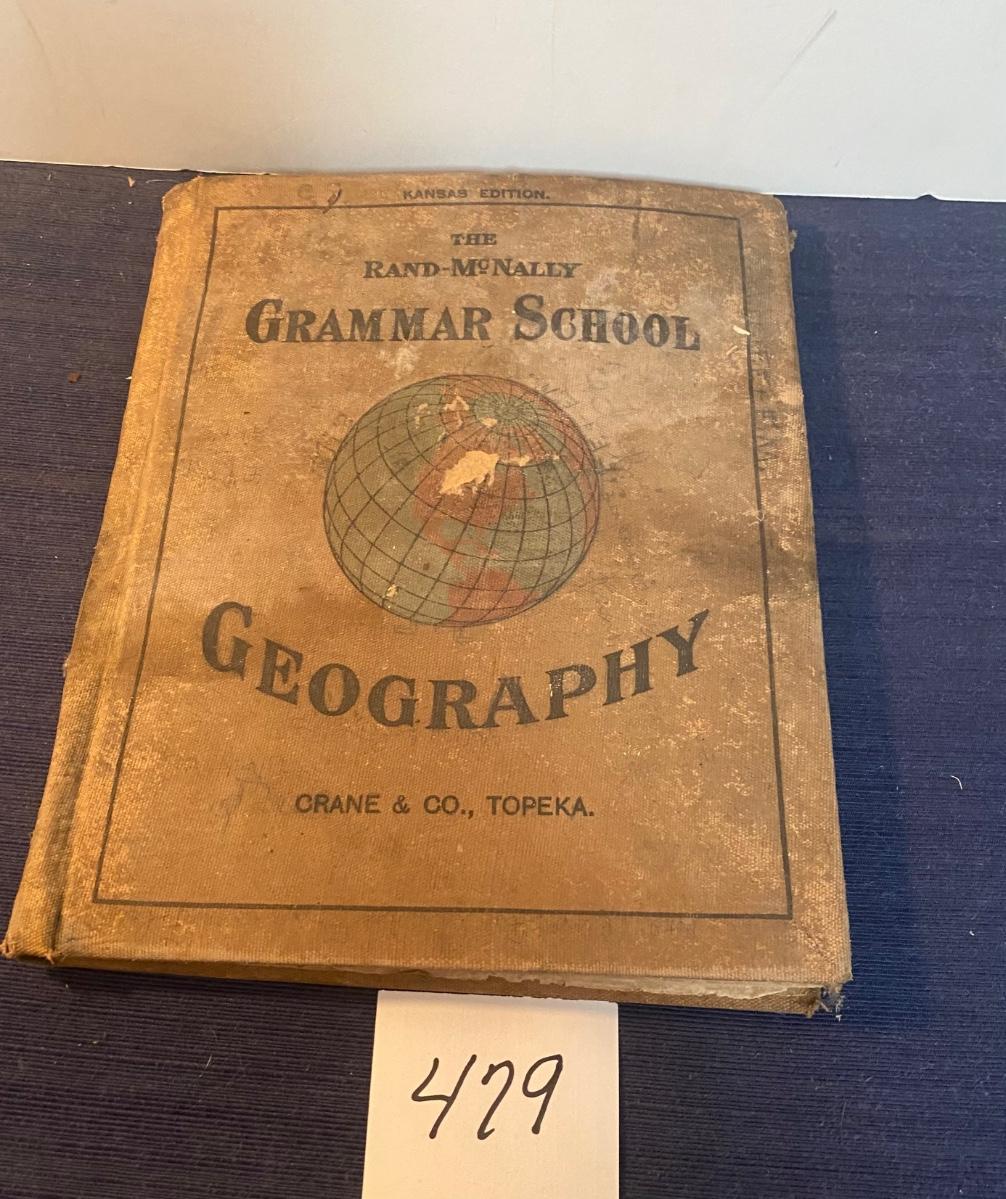 KANSAS EDITION.
THE
RAND-McNALLY
GRAMMAR SCHOOL
GEOGRAPHY
CRANE & CO., TOPEKA.
479